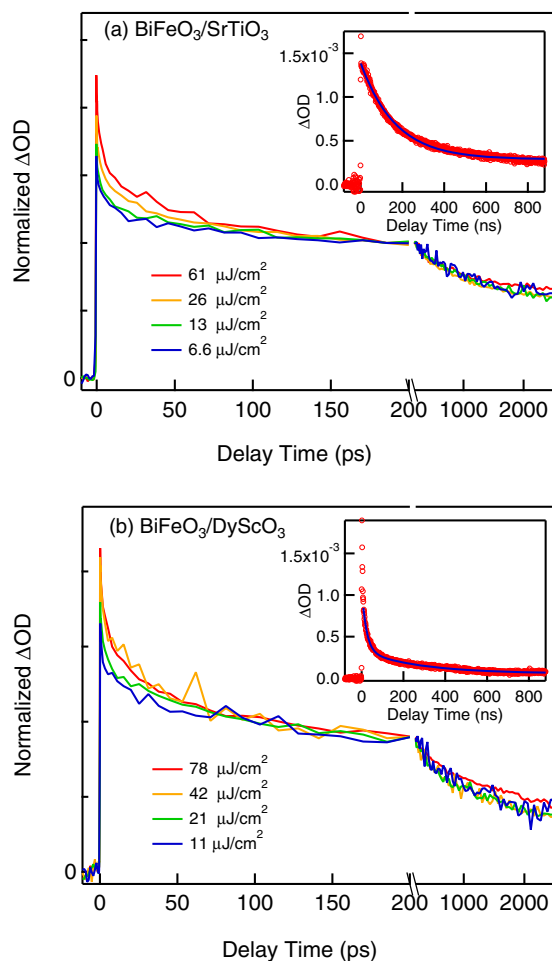 (a) BiFeO3/SrTiO3
Normalized ΔOD
0
61 μJ/cm2
26 μJ/cm2
13 μJ/cm2
6.6 μJ/cm2
0 50 100 150 200 1000 2000
Delay Time (ps)
ΔOD
1.5x10-3
1.0
0.5
0.0
0 200 400 600 800
Delay Time (ns)
(b) BiFeO3/DyScO3
Normalized ΔOD
0
78 μJ/cm2
42 μJ/cm2
21 μJ/cm2
11 μJ/cm2
0 50 100 150 200 1000 2000
Delay Time (ps)
ΔOD
1.5x10-3
1.0
0.5
0.0
0 200 400 600 800
Delay Time (ns)